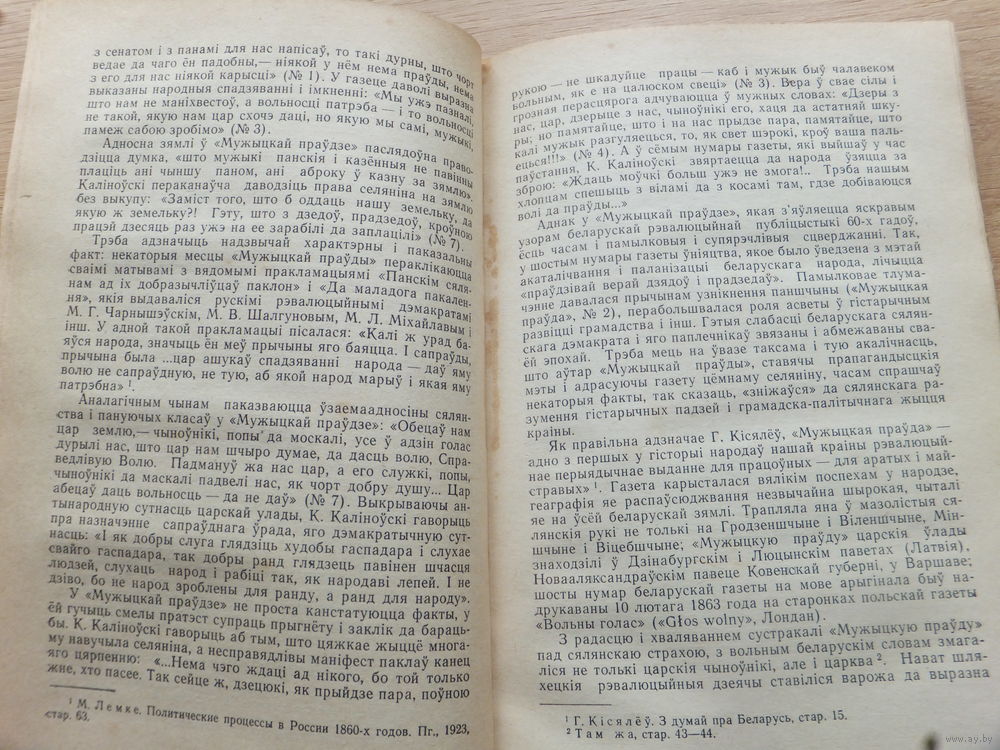 з сенатом і з панамі для нас напісаў, то такі дурны, што чорт
ведае да чаго ён падобны,— ніякой у нём нема праўды, нема
з его для нас ніякой карысці» (№ 1). У газеце даволі выразна
выказаны народныя спадзяванні і імкненні: «Мы ужэ пазналі,
што нам не маніхвестоў, а вольносці патрэба — і то вольносці
не такой, якую нам цар схочэ даці, но якую мы самі, мужыкі,
памеж сабою зробімо» (№ 3).
Адносна зямлі ў «Мужыцкай праўдзе» паслядоўна право-
дзіцца думка, «што мужыкі панскія і казённыя не павінны
плаціць ані чыншу паном, ані аброку ў казну за зямлю».
Каліноўскі пераканаўча даводзіць права селяніна на зямлю
без выкупу: «Заміст того, што б оддаць нашу земельку, да
якую ж земельку?! Гэту, што з дзедоў, прадзедоў, кроўною
працей дзесяць раз ужэ на ее зарабілі да заплацілі» (№ 7).
Трэба адзначыць надзвычай характэрны і паказальны
факт: некаторыя месцы «Мужыцкай праўды» пераклікаюцца
сваімі матывамі з вядомымі пракламацыямі «Панскім сяля-
нам ад іх добразычліўцаў паклон» і «Да маладога пакален-
ня», якія выдаваліся рускімі рэвалюцыйнымі дэмакратамі
М. Г. Чарнышэўскім, М. В. Шалгуновым, М. Л. Міхайлавым і
інш. У адной такой пракламацыі пісалася: «Калі ж урад ба-
яўся народа, значыць ён меў прычыны яго баяцца. І сапраўды,
прычына была ...цар ашукаў спадзяванні народа — даў яму
волю не сапраўдную, не тую, аб якой народ марыў і якая яму
патрэбна» ¹.
Аналагічным чынам паказваюцца ўзаемаадносіны сялян-
ства і пануючых класаў у «Мужыцкай праўдзе»: «Обецаў нам
цар землю,— чыноўнікі, попы да москалі, усе ў адзін голас
дурылі нас, што цар нам шчыро думае, да дасць волю, Спра-
ведлівую Волю. Падмануў жа нас цар, а его служкі, попы,
чыноўнікі да маскалі падвелі нас, як чорт добру душу... Цар
абецаў даць вольносць — да не даў» (№ 7). Выкрываючы ан-
тынародную сутнасць царскай улады, К. Каліноўскі гаворыць
пра назначэнне сапраўднага ўрада, яго дэмакратычную сут-
насць: «І як добры слуга глядзіць худобы гаспадара і слухае
свайго гаспадара, так добры ранд глядзець павінен шчасця
людзей, слухаць народ і рабіці так, як народаві лепей. І не
дзіво, бо не народ зроблены для ранду, а ранд для народу».
У «Мужыцкай праўдзе» не проста канстатуюцца факты, у
ёй гучыць смелы пратэст супраць прыгнёту і заклік да бараць-
бы. К. Каліноўскі гаворыць аб тым, што цяжкае жыццё многа-
му навучыла селяніна, а несправядлівы маніфест паклаў канец
яго цярпенню: «...Нема чэго ждаці ад нікого, бо той только
жне, хто пасее. Так сейце ж, дзецюкі, як прыйдзе пара, поўною
¹ М. Лемке. Политические процессы в России 1860-х годов. Пг., 1923,
стар. 63.
рукою — не шкадуйце працы — каб і мужык быў чалавекам
вольным, як е на цалюском свеці» (№ 3). Вера ў свае сілы і
грозная перасцярога адчуваюцца ў мужных словах: «Дзеры з
нас, цар, дзерыце з нас, чыноўнікі его, хаця да астатняй шку-
ры, но памятайце, што і на нас прыдзе пара, памятайце, што
калі мужык разгуляецца, то, як свет шэрокі, кроў ваша паль-
ецься!!!» (№ 4). А ў сёмым нумары газеты, які выйшаў у час
паўстання, К. Каліноўскі звяртаецца да народа ўзяцца за
зброю: «Ждаць моўчкі больш ужэ не змога!.. Трэба нашым
хлопцам спешыць з віламі да з косамі там, гдзе добіваюцся
волі да праўды...»
Аднак у «Мужыцкай праўдзе», якая з'яўляецца яскравым
узорам беларускай рэвалюцыйнай публіцыстыкі 60-х гадоў,
ёсць часам і памылковыя і супярэчлівыя сцверджанні. Так,
у шостым нумары газеты ўніяцтва, якое было ўведзена з мэтай
акаталічвання і паланізацыі беларускага народа, лічыцца
«праўдзівай верай дзядоў і прадзедаў». Памылковае тлума-
чэнне давалася прычынам узнікнення паншчыны («Мужыцкая
праўда», № 2), перабольшвалася роля асветы ў гістарычным
развіцці грамадства і інш. Гэтыя слабасці беларускага сялян-
скага дэмакрата і яго паплечнікаў звязаны і абмежаваны сва-
ёй эпохай. Трэба мець на ўвазе таксама і тую акалічнасць,
што аўтар «Мужыцкай праўды», ставячы прапагандысцкія
мэты і адрасуючы газету цёмнаму селяніну, часам спрашчаў
некаторыя факты, так сказаць, «зніжаўся» да сялянскага ра-
зумення гістарычных падзей і грамадска-палітычнага жыцця
краіны.
Як правільна адзначае Г. Кісялёў, «Мужыцкая праўда» —
адно з першых у гісторыі народаў нашай краіны рэвалюцый-
нае перыядычнае выданне для працоўных — для аратых і май-
стравых» ¹. Газета карысталася вялікім поспехам у народзе,
геаграфія яе распаўсюджвання незвычайна шырокая, чыталі
яе на ўсёй беларускай зямлі. Трапляла яна ў мазолістыя ся-
лянскія рукі не толькі на Гродзеншчыне і Віленшчыне, Мін-
шчыне і Віцебшчыне; «Мужыцкую праўду» царскія ўлады
знаходзілі ў Дзінабургскім і Люцынскім паветах (Латвія),
Новааляксандраўскім павеце Ковенскай губерні, у Варшаве;
шосты нумар беларускай газеты на мове арыгінала быў на-
друкаваны 10 лютага 1863 года на старонках польскай газеты
«Вольны голас» («Głos wolny», Лондан).
З радасцю і хваляваннем сустракалі «Мужыцкую праўду»
пад сялянскаю страхою, з вольным беларускім словам змага-
ліся не толькі царскія чыноўнікі, але і царква ². Нават шля-
хецкія рэвалюцыйныя дзеячы ставіліся варожа да выразна
¹ Г. Кісялёў. З думай пра Беларусь, стар. 15.
² Там жа, стар. 43—44.
www.ay.by